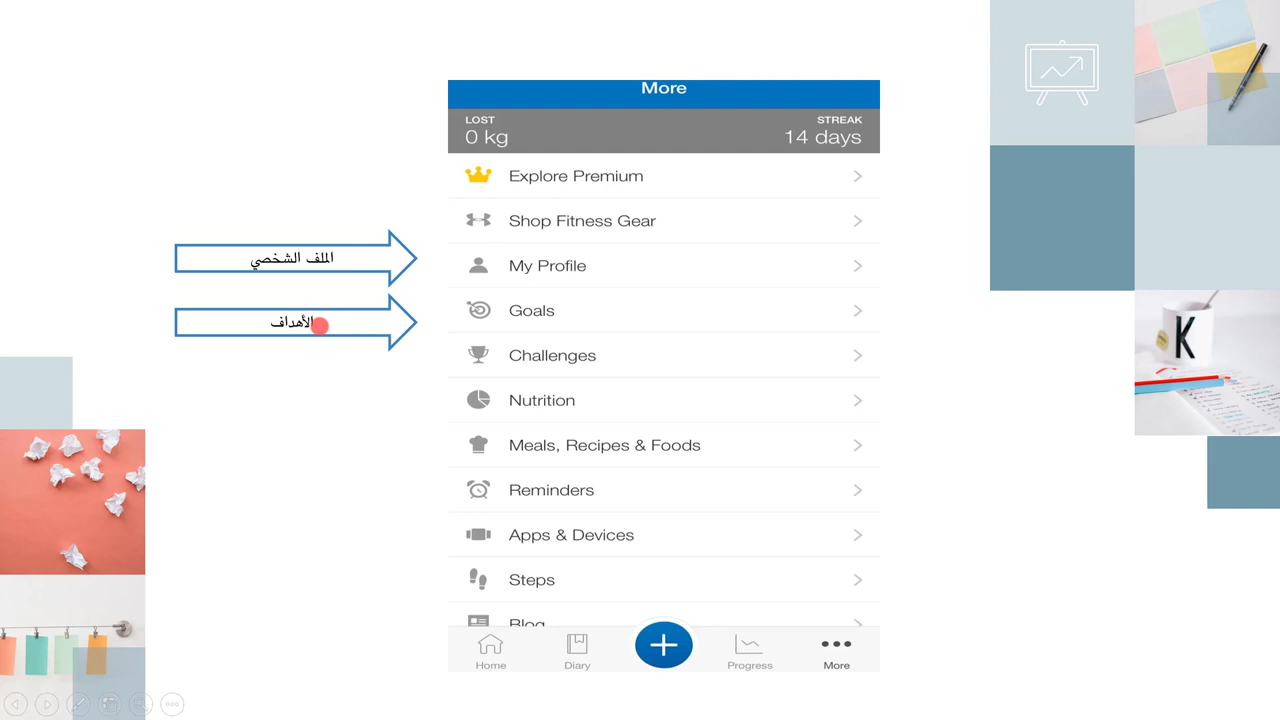 More
LOST
STREAK
0 kg
14 days
Explore Premium
Shop Fitness Gear
الملف الشخصي
My Profile
الأهداف
Goals
Challenges
Nutrition
Meals, Recipes & Foods
Reminders
Apps & Devices
Steps
Blog
Home
Diary
Progress
More
K